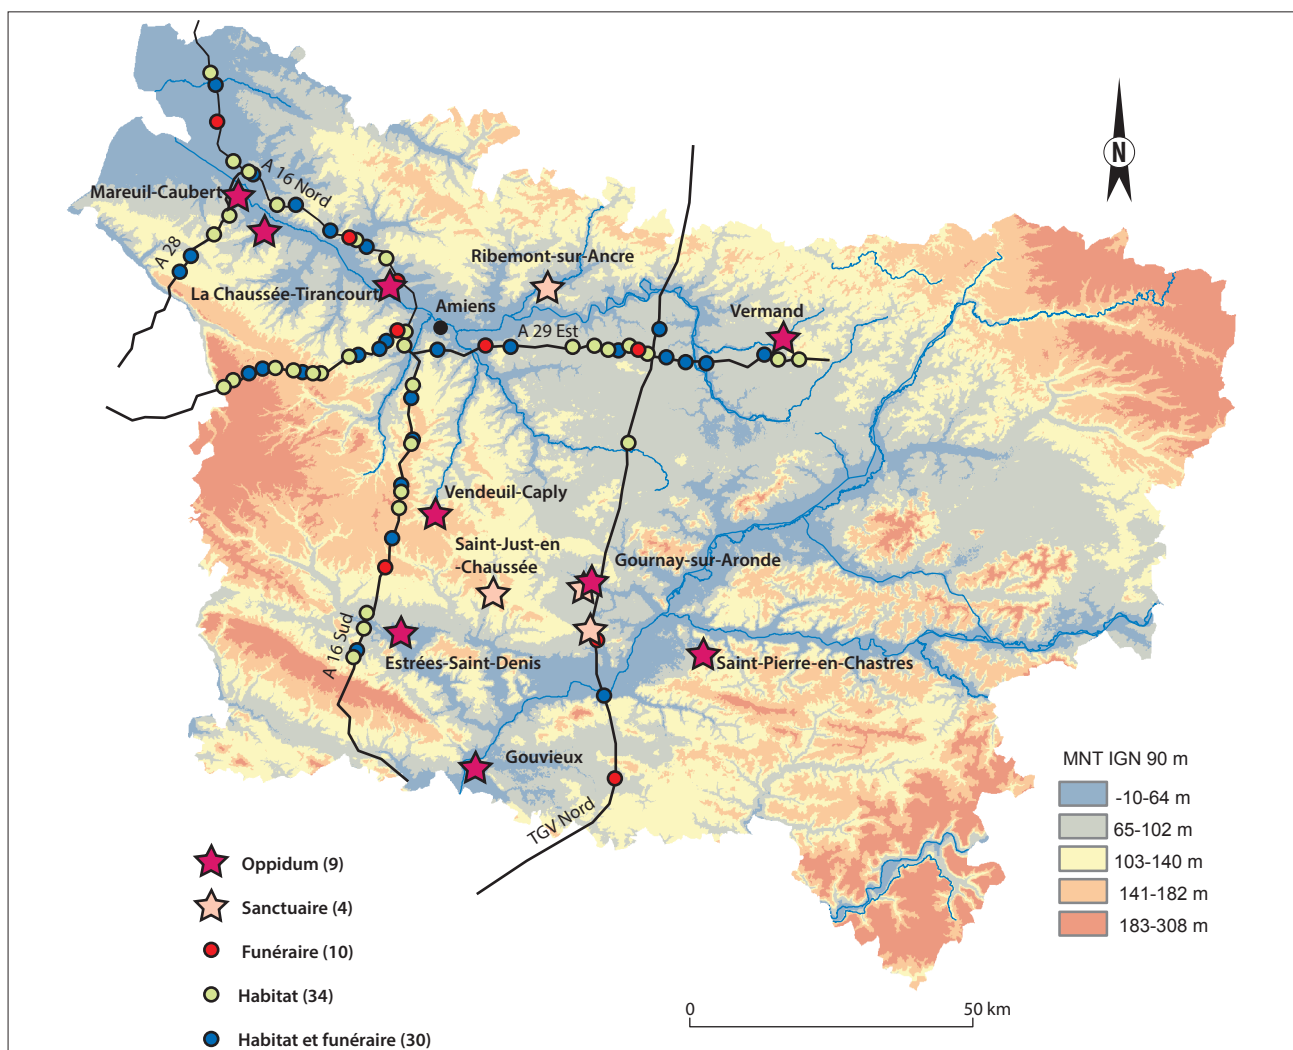 N
A 16 Nord
Mareuil-Caubert
A 28
Ribemont-sur-Ancre
La Chaussée-Tirancourt
Amiens
Vermand
A 29 Est
Vendeuil-Caply
Saint-Just-en
-Chaussée
Gournay-sur-Aronde
A 16 Sud
Estrées-Saint-Denis
Saint-Pierre-en-Chastres
Gouvieux
TGV Nord
MNT IGN 90 m
-10-64 m
65-102 m
103-140 m
141-182 m
183-308 m
Oppidum (9)
Sanctuaire (4)
Funéraire (10)
Habitat (34)
Habitat et funéraire (30)
0 50 km